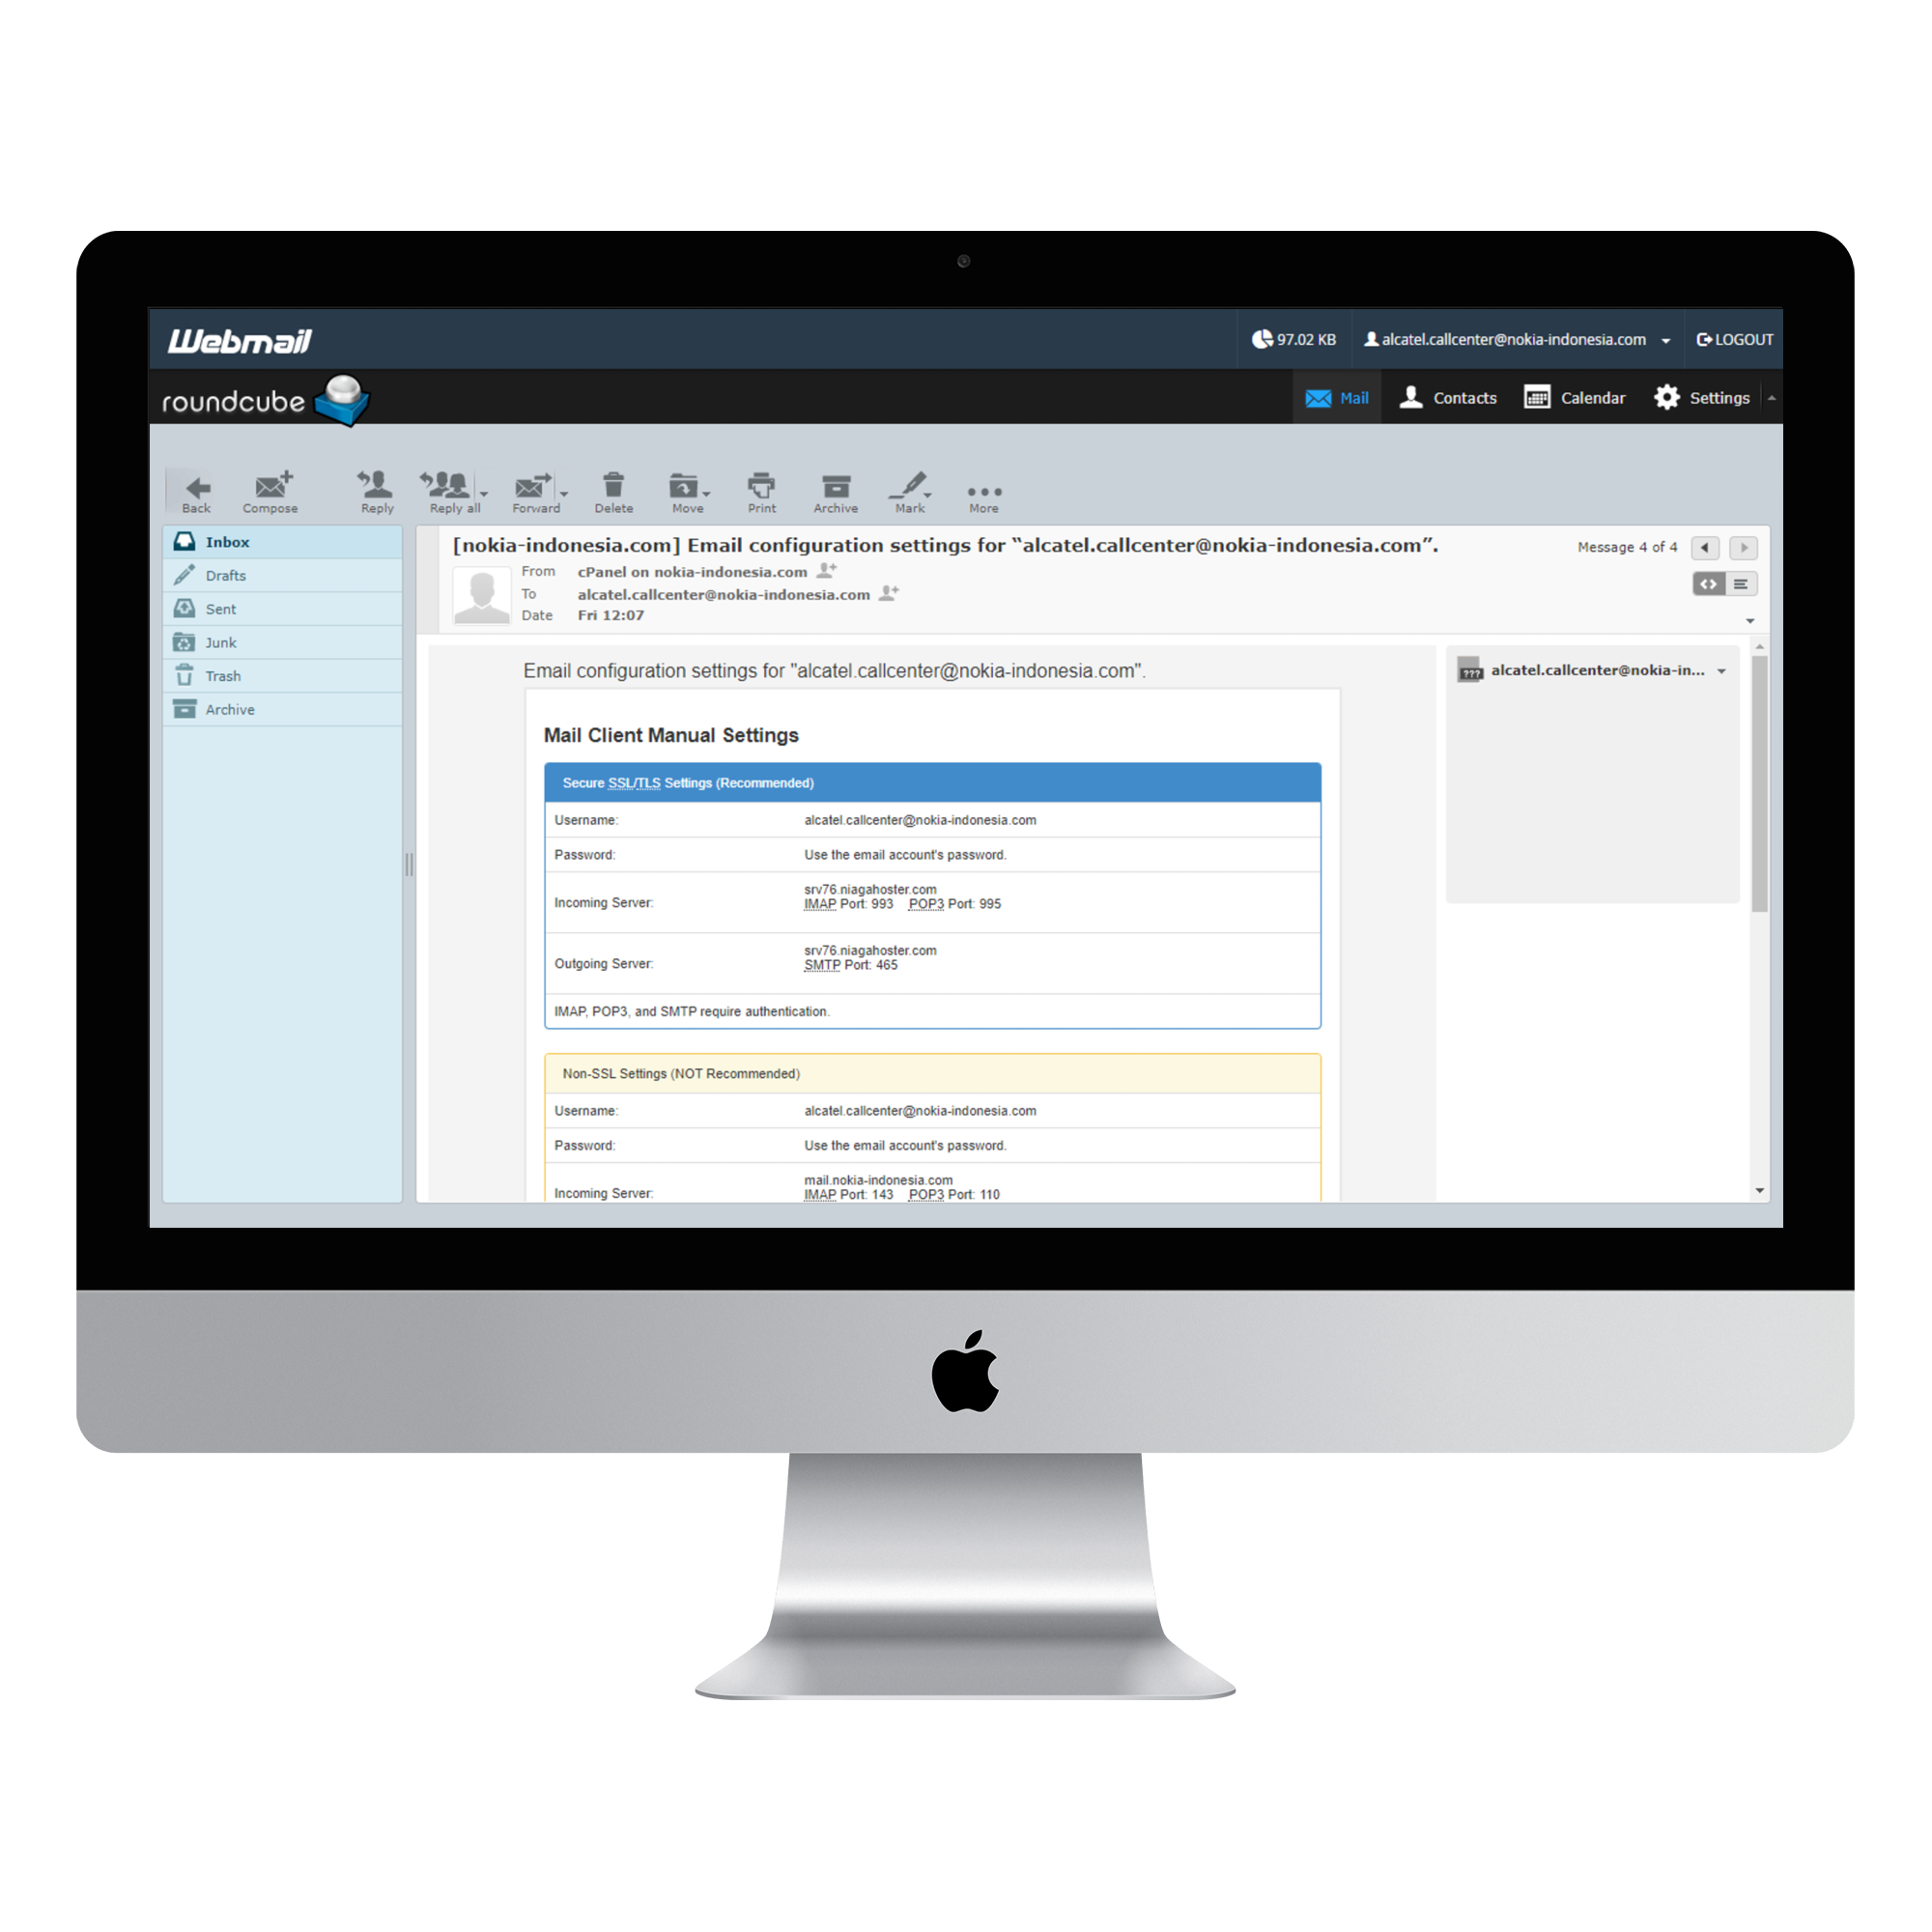 Webmail
97.02 KB
alcatel.callcenter@nokia-indonesia.com
LOGOUT
roundcube
Mail
Contacts
Calendar
Settings
Back
Compose
Reply
Reply all
Forward
Delete
Move
Print
Archive
Mark
More
Inbox
Drafts
Sent
Junk
Trash
Archive
[nokia-indonesia.com] Email configuration settings for “alcatel.callcenter@nokia-indonesia.com”.
Message 4 of 4
From cPanel on nokia-indonesia.com
To alcatel.callcenter@nokia-indonesia.com
Date Fri 12:07
Email configuration settings for "alcatel.callcenter@nokia-indonesia.com".
??? alcatel.callcenter@nokia-in...
Mail Client Manual Settings
Secure SSL/TLS Settings (Recommended)
Username: alcatel.callcenter@nokia-indonesia.com
Password: Use the email account's password.
Incoming Server: srv76.niagahoster.com
IMAP Port: 993 POP3 Port: 995
Outgoing Server: srv76.niagahoster.com
SMTP Port: 465
IMAP, POP3, and SMTP require authentication.
Non-SSL Settings (NOT Recommended)
Username: alcatel.callcenter@nokia-indonesia.com
Password: Use the email account's password.
Incoming Server: mail.nokia-indonesia.com
IMAP Port: 143 POP3 Port: 110